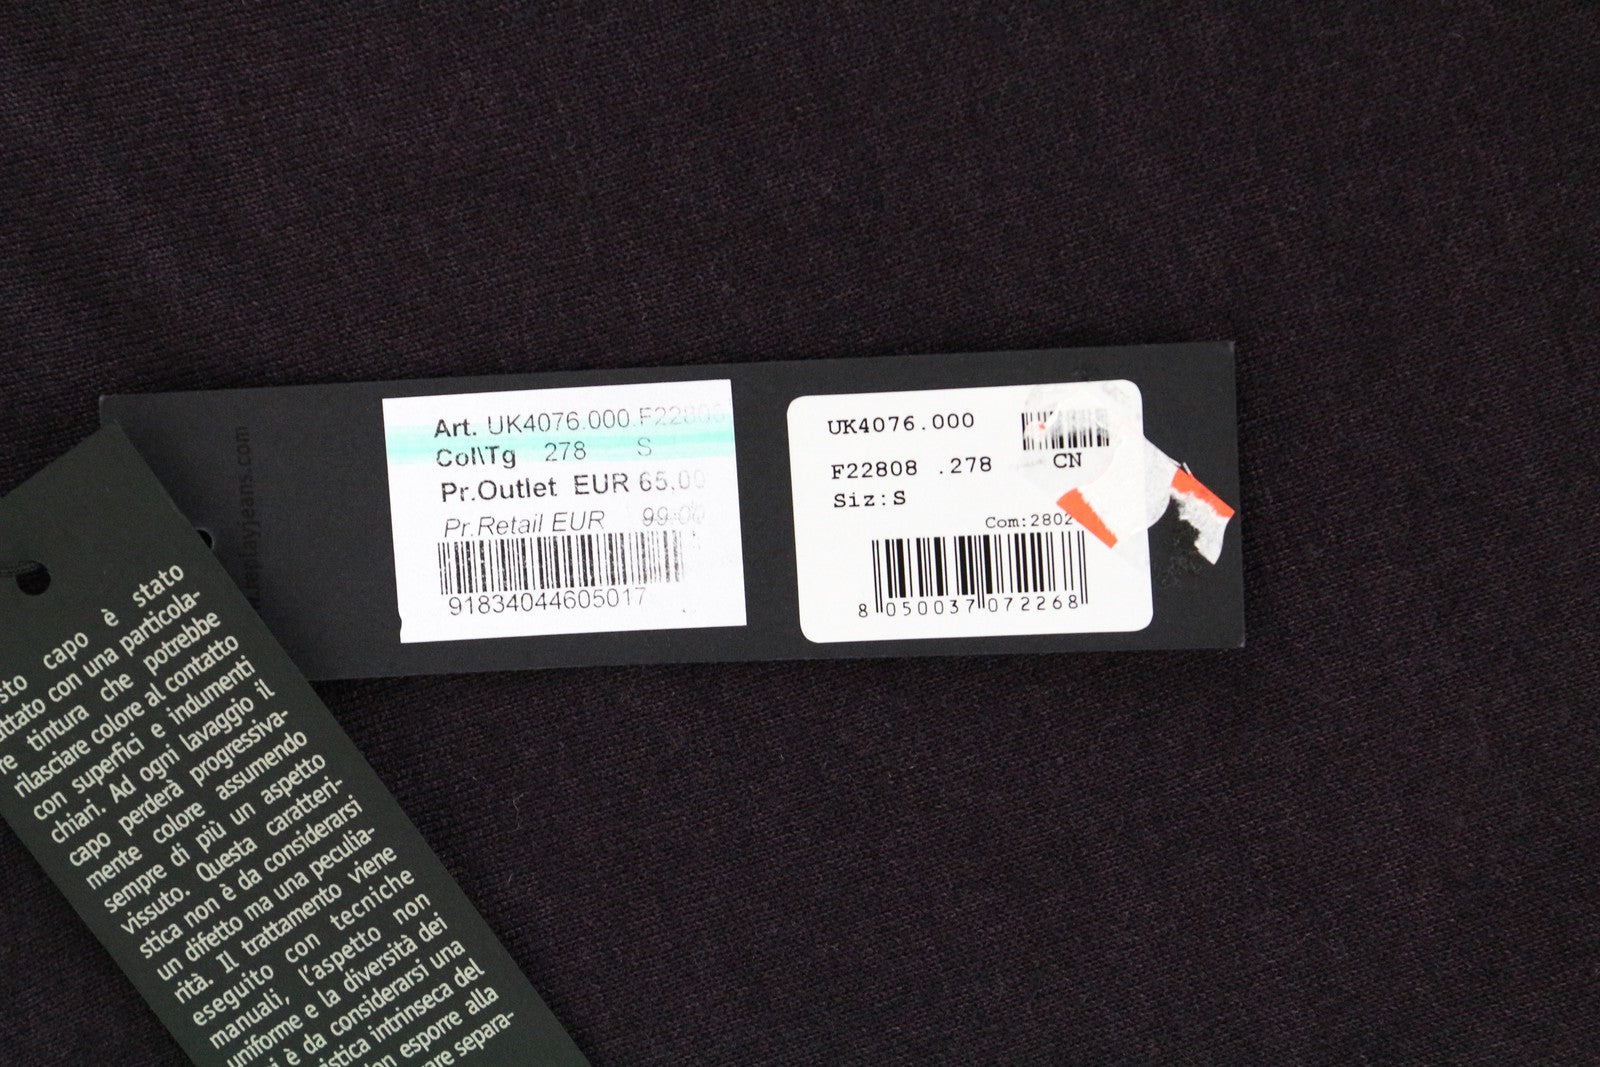 Art. UK4076.000.F22808
Col\Tg 278 S
Pr.Outlet EUR 65,00
Pr.Retail EUR 99,00
91834044605017
UK4076.000
CN
F22808 .278
Siz:S
Com:2802
8 050037 072268
replayjeans.com
capo è stato
con una particola-
tintura che potrebbe
rilasciare colore al contatto
con superfici e indumenti
chiari. Ad ogni lavaggio il
capo perderà progressiva-
mente colore assumendo
sempre di più un aspetto
vissuto. Questa caratteri-
stica non è da considerarsi
un difetto ma una peculia-
rità. Il trattamento viene
eseguito con tecniche
manuali, l'aspetto non
uniforme e la diversità dei
è da considerarsi una
intrinseca del
esporre alla